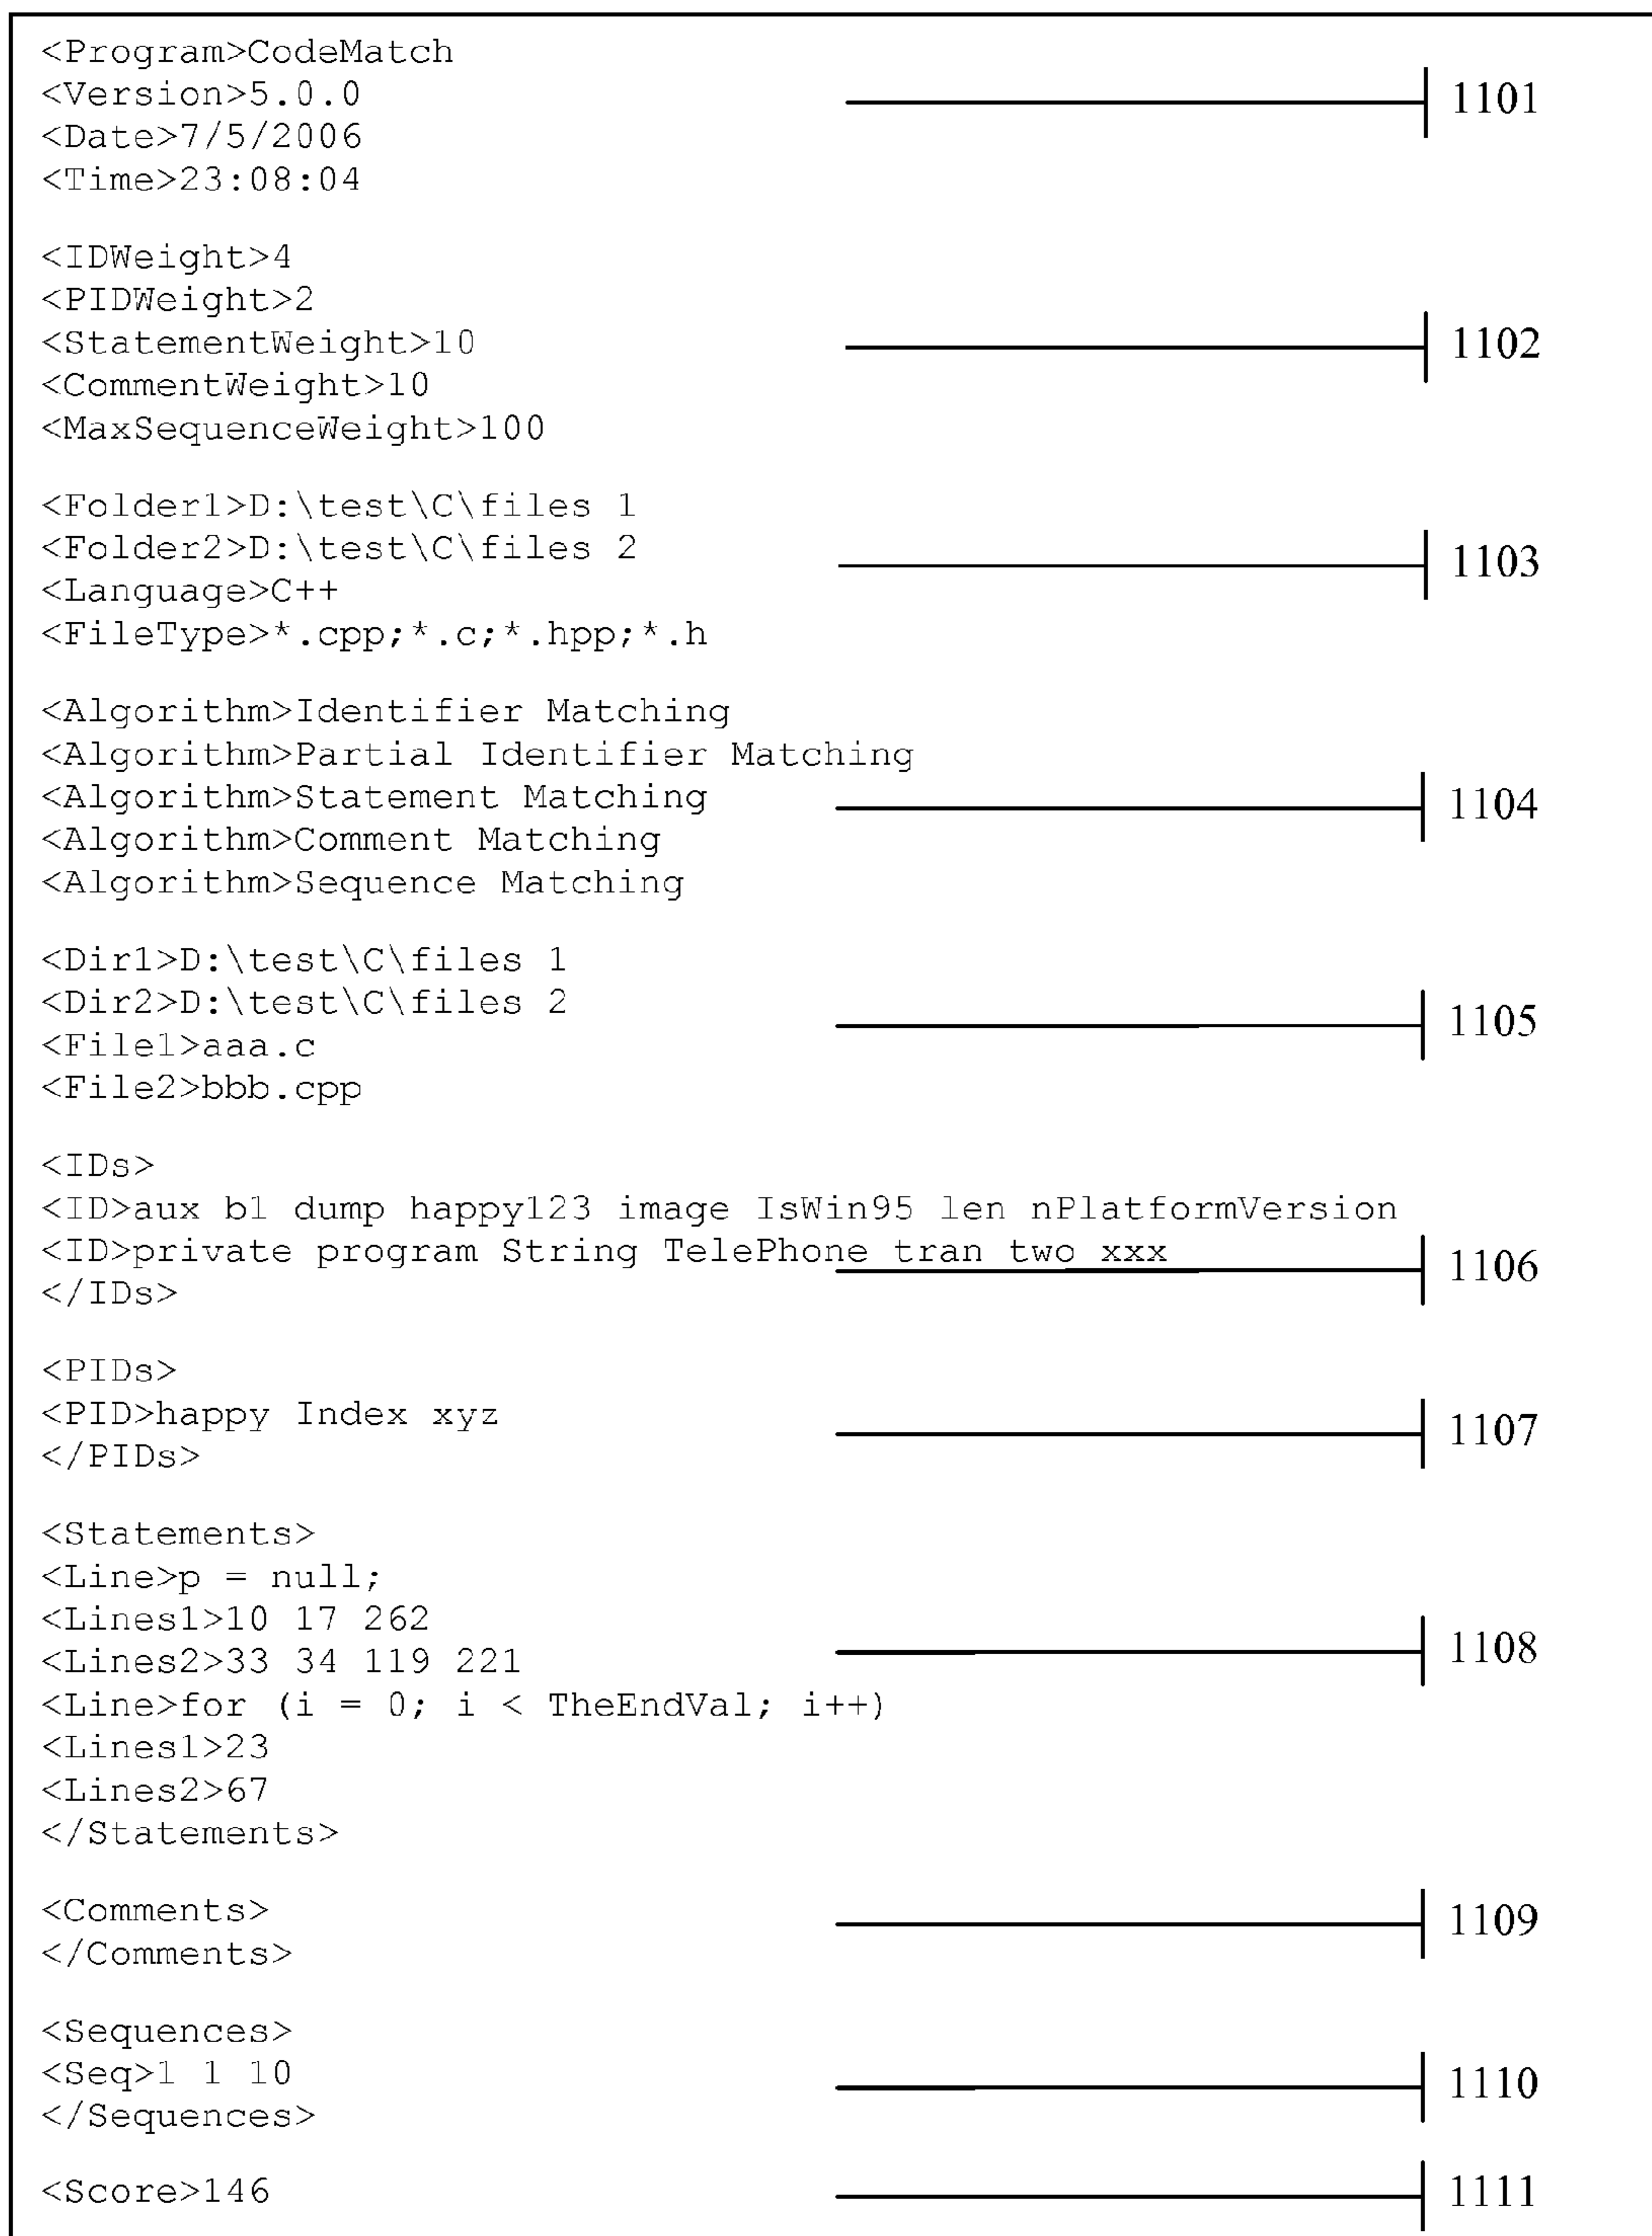 <Program>CodeMatch
<Version>5.0.0
1101
<Date>7/5/2006
<Time>23:08:04
<IDWeight>4
<PIDWeight>2
<StatementWeight>10
1102
<CommentWeight>10
<MaxSequenceWeight>100
<Folder1>D:\test\C\files 1
<Folder2>D:\test\C\files 2
1103
<Language>C++
<FileType>*.cpp;*.c;*.hpp;*.h
<Algorithm>Identifier Matching
<Algorithm>Partial Identifier Matching
<Algorithm>Statement Matching
1104
<Algorithm>Comment Matching
<Algorithm>Sequence Matching
<Dir1>D:\test\C\files 1
<Dir2>D:\test\C\files 2
1105
<File1>aaa.c
<File2>bbb.cpp
<IDs>
<ID>aux b1 dump happy123 image IsWin95 len nPlatformVersion
<ID>private program String TelePhone tran two xxx
1106
</IDs>
<PIDs>
<PID>happy Index xyz
1107
</PIDs>
<Statements>
<Line>p = null;
<Lines1>10 17 262
<Lines2>33 34 119 221
1108
<Line>for (i = 0; i < TheEndVal; i++)
<Lines1>23
<Lines2>67
</Statements>
<Comments>
1109
</Comments>
<Sequences>
<Seq>1 1 10
1110
</Sequences>
<Score>146
1111